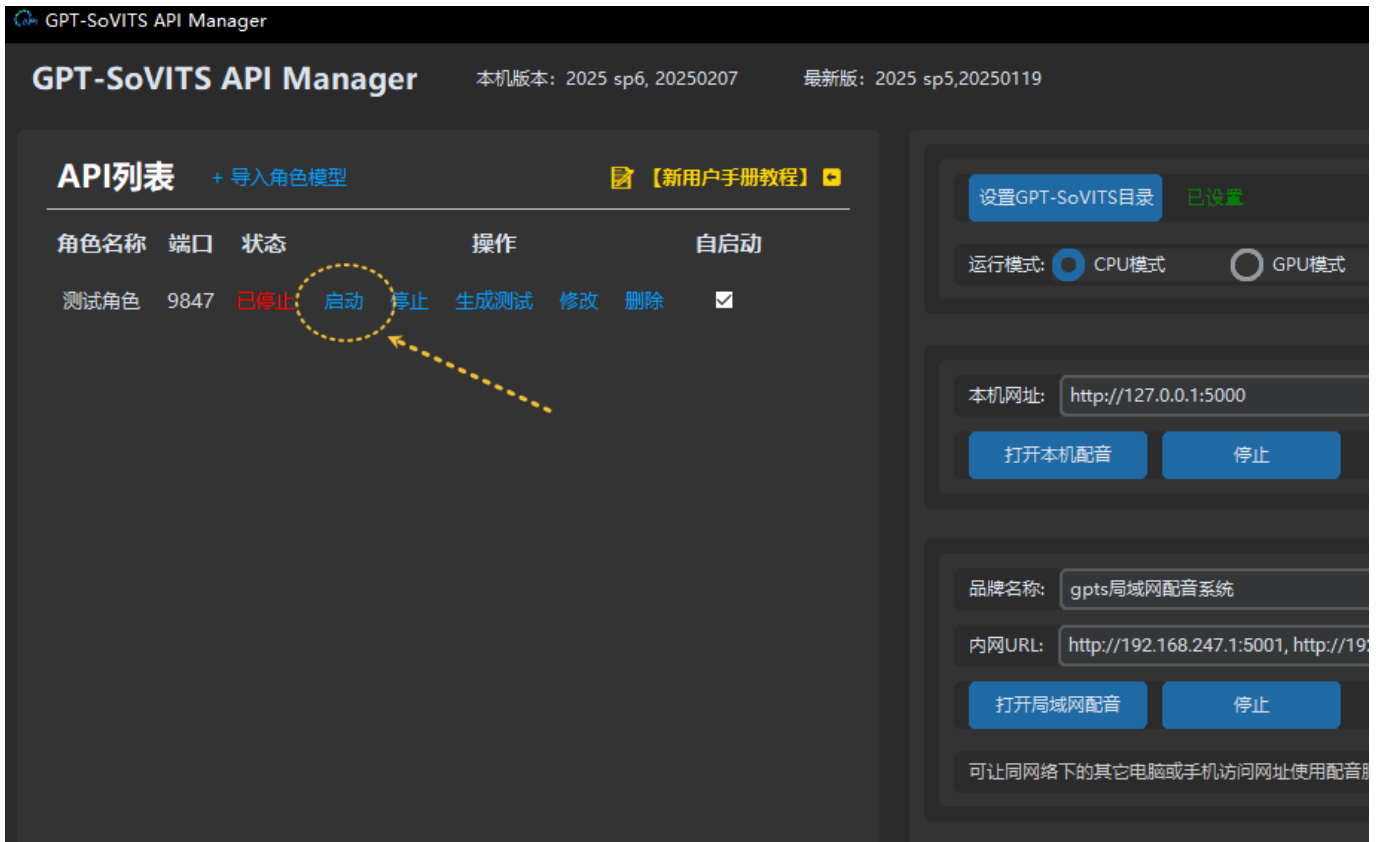 GPT-SoVITS API Manager
GPT-SoVITS API Manager 本机版本：2025 sp6, 20250207 最新版：2025 sp5,20250119
API列表 + 导入角色模型 【新用户手册教程】
角色名称 端口 状态 操作 自启动
测试角色 9847 已停止 启动 停止 生成测试 修改 删除
设置GPT-SoVITS目录 已设置
运行模式: CPU模式 GPU模式
本机网址: http://127.0.0.1:5000
打开本机配音 停止
品牌名称: gpts局域网配音系统
内网URL: http://192.168.247.1:5001, http://19
打开局域网配音 停止
可让同网络下的其它电脑或手机访问网址使用配音